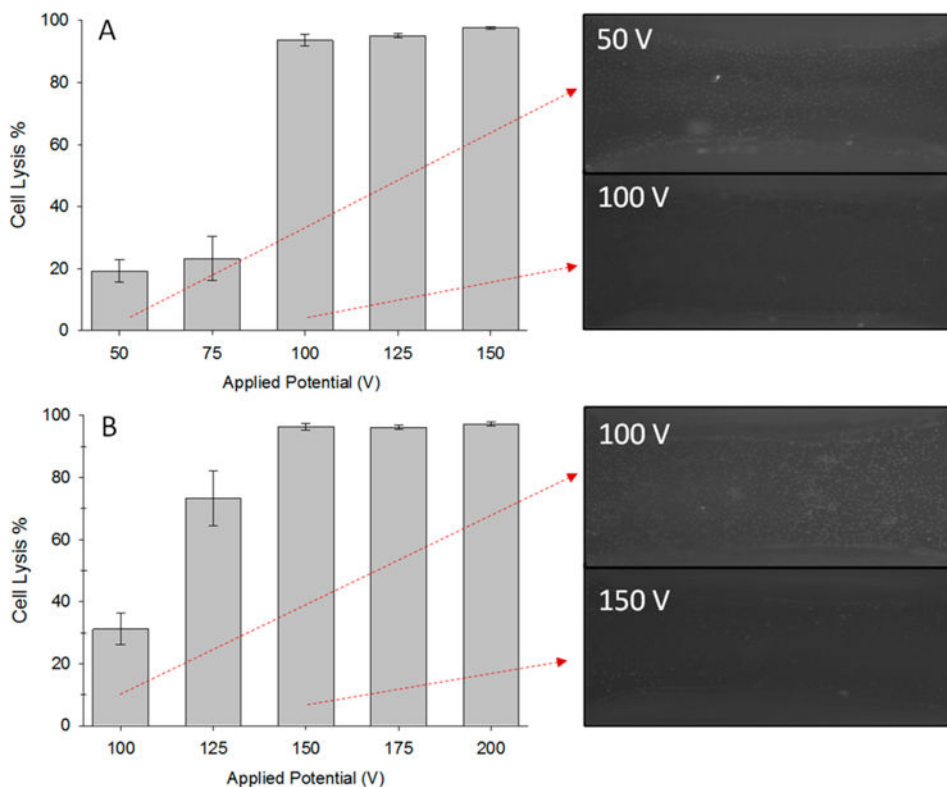 A
Cell Lysis %
100
80
60
40
20
0
50 75 100 125 150
Applied Potential (V)
50 V
100 V
B
Cell Lysis %
100
80
60
40
20
0
100 125 150 175 200
Applied Potential (V)
100 V
150 V